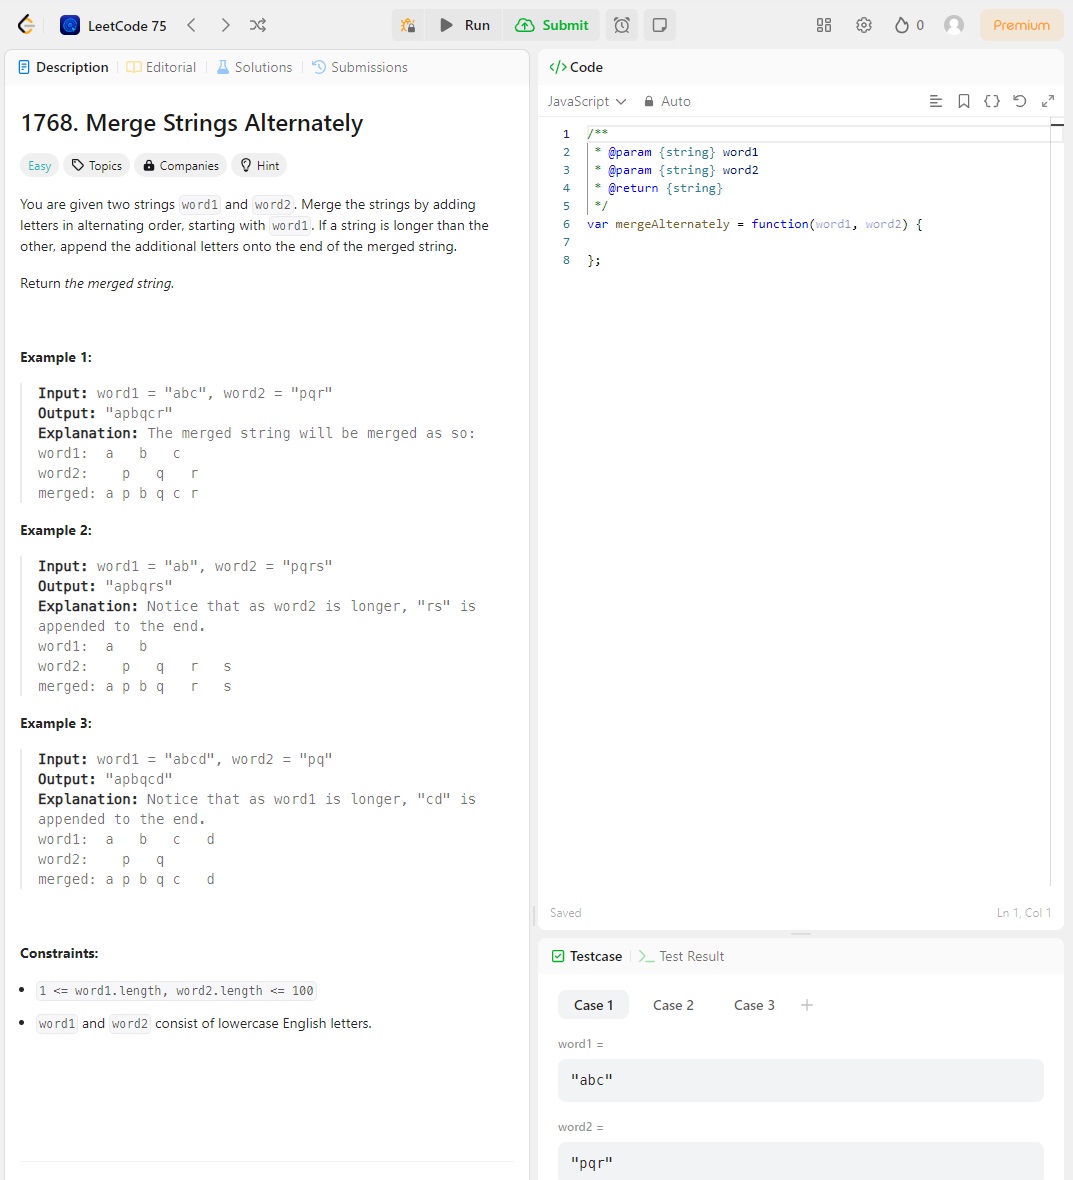 LeetCode 75
Run
Submit
0
Premium
Description
Editorial
Solutions
Submissions
1768. Merge Strings Alternately
Easy
Topics
Companies
Hint
You are given two strings word1 and word2. Merge the strings by adding
letters in alternating order, starting with word1. If a string is longer than the
other, append the additional letters onto the end of the merged string.
Return the merged string.
Example 1:
Input: word1 = "abc", word2 = "pqr"
Output: "apbqcr"
Explanation: The merged string will be merged as so:
word1:  a   b   c
word2:    p   q   r
merged: a p b q c r
Example 2:
Input: word1 = "ab", word2 = "pqrs"
Output: "apbqrs"
Explanation: Notice that as word2 is longer, "rs" is
appended to the end.
word1:  a   b
word2:    p   q   r   s
merged: a p b q   r   s
Example 3:
Input: word1 = "abcd", word2 = "pq"
Output: "apbqcd"
Explanation: Notice that as word1 is longer, "cd" is
appended to the end.
word1:  a   b   c   d
word2:    p   q
merged: a p b q c   d
Constraints:
• 1 <= word1.length, word2.length <= 100
• word1 and word2 consist of lowercase English letters.
</> Code
JavaScript
Auto
1 /**
2  * @param {string} word1
3  * @param {string} word2
4  * @return {string}
5  */
6 var mergeAlternately = function(word1, word2) {
7
8 };
Saved
Ln 1, Col 1
Testcase
Test Result
Case 1
Case 2
Case 3
+
word1 =
"abc"
word2 =
"pqr"